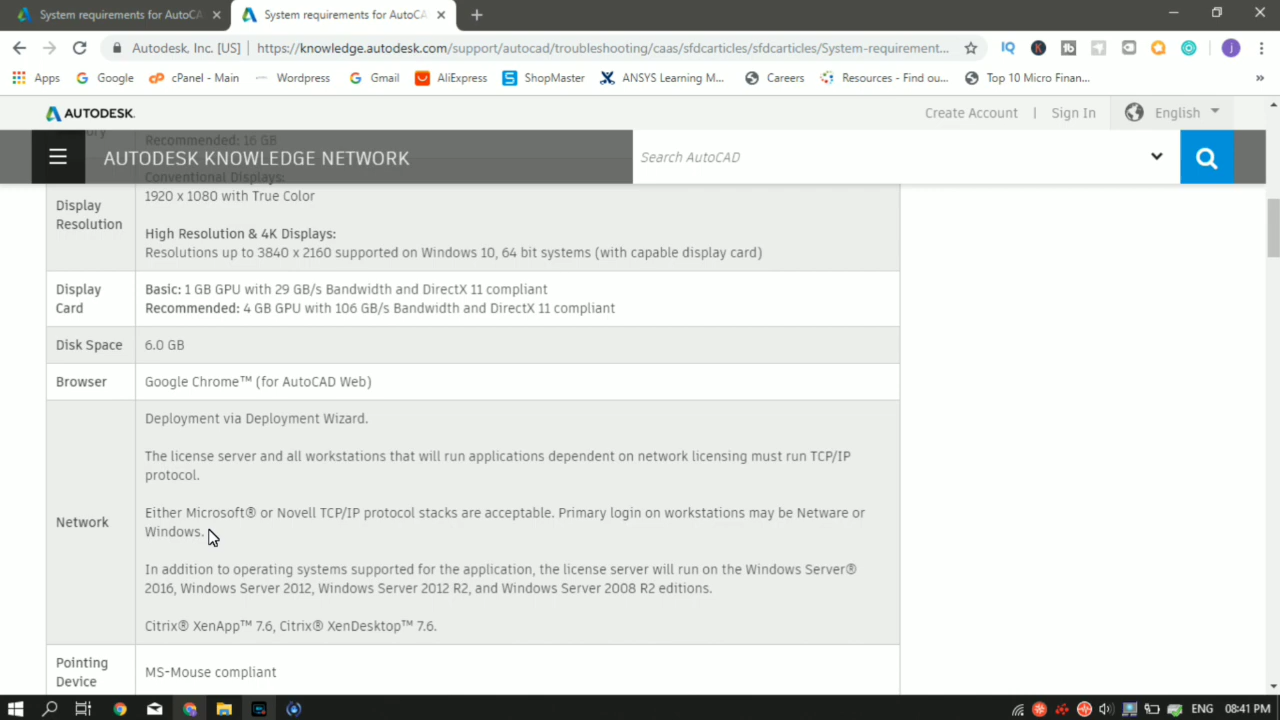 System requirements for AutoCA
System requirements for AutoCA
Autodesk, Inc. [US]
https://knowledge.autodesk.com/support/autocad/troubleshooting/caas/sfdcarticles/sfdcarticles/System-requirement...
Apps
Google
cPanel - Main
Wordpress
Gmail
AliExpress
ShopMaster
ANSYS Learning M...
Careers
Resources - Find ou...
Top 10 Micro Finan...
»
AUTODESK.
Create Account | Sign In
English
Recommended: 16 GB
AUTODESK KNOWLEDGE NETWORK
Search AutoCAD
Conventional Displays:
1920 x 1080 with True Color
Display
Resolution
High Resolution & 4K Displays:
Resolutions up to 3840 x 2160 supported on Windows 10, 64 bit systems (with capable display card)
Display
Card
Basic: 1 GB GPU with 29 GB/s Bandwidth and DirectX 11 compliant
Recommended: 4 GB GPU with 106 GB/s Bandwidth and DirectX 11 compliant
Disk Space
6.0 GB
Browser
Google Chrome™ (for AutoCAD Web)
Network
Deployment via Deployment Wizard.
The license server and all workstations that will run applications dependent on network licensing must run TCP/IP
protocol.
Either Microsoft® or Novell TCP/IP protocol stacks are acceptable. Primary login on workstations may be Netware or
Windows.
In addition to operating systems supported for the application, the license server will run on the Windows Server®
2016, Windows Server 2012, Windows Server 2012 R2, and Windows Server 2008 R2 editions.
Citrix® XenApp™ 7.6, Citrix® XenDesktop™ 7.6.
Pointing
Device
MS-Mouse compliant
ENG
08:41 PM